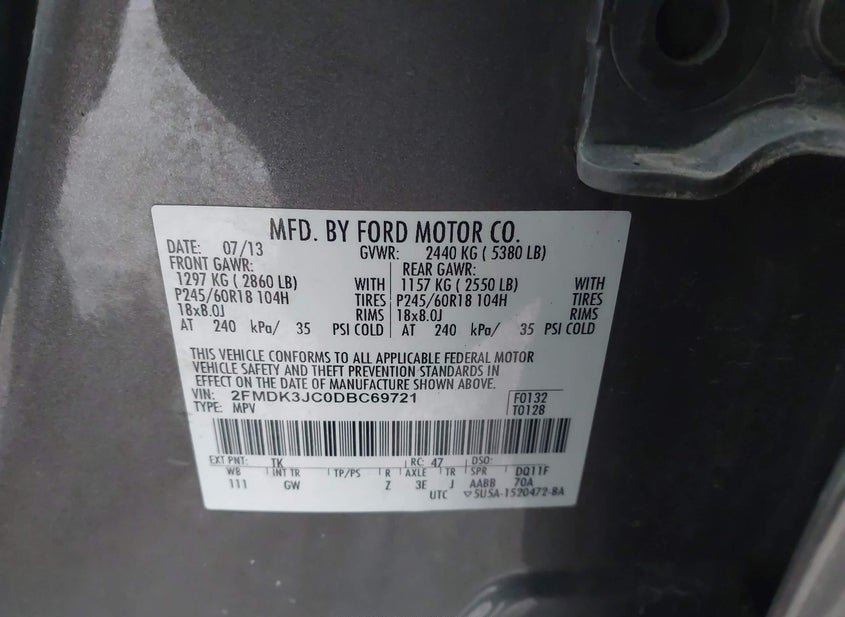 MFD. BY FORD MOTOR CO.
DATE: 07/13 GVWR: 2440 KG ( 5380 LB)
FRONT GAWR: REAR GAWR:
1297 KG ( 2860 LB) WITH 1157 KG ( 2550 LB) WITH
P245/60R18 104H TIRES P245/60R18 104H TIRES
18x8.0J RIMS 18x8.0J RIMS
AT 240 kPa/ 35 PSI COLD AT 240 kPa/ 35 PSI COLD
THIS VEHICLE CONFORMS TO ALL APPLICABLE FEDERAL MOTOR
VEHICLE SAFETY AND THEFT PREVENTION STANDARDS IN
EFFECT ON THE DATE OF MANUFACTURE SHOWN ABOVE.
VIN: 2FMDK3JC0DBC69721 F0132
TYPE: MPV T0128
EXT PNT: TK RC: 47 DSO:
WB INT TR TP/PS R AXLE TR SPR DQ11F
111 GW Z 3E J AABB 70A
UTC ▽5USA-1520472-BA